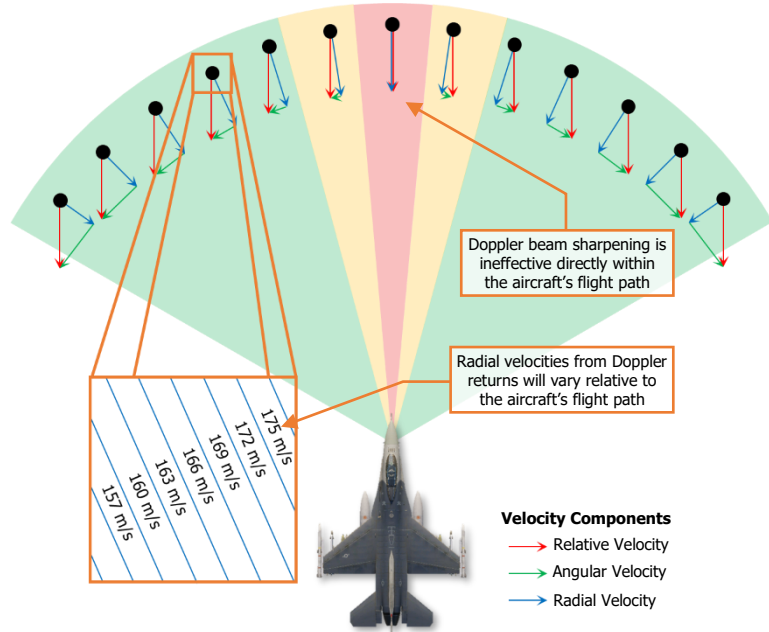 Doppler beam sharpening is
ineffective directly within
the aircraft's flight path
Radial velocities from Doppler
returns will vary relative to
the aircraft's flight path
157 m/s
160 m/s
163 m/s
166 m/s
169 m/s
172 m/s
175 m/s
Velocity Components
Relative Velocity
Angular Velocity
Radial Velocity